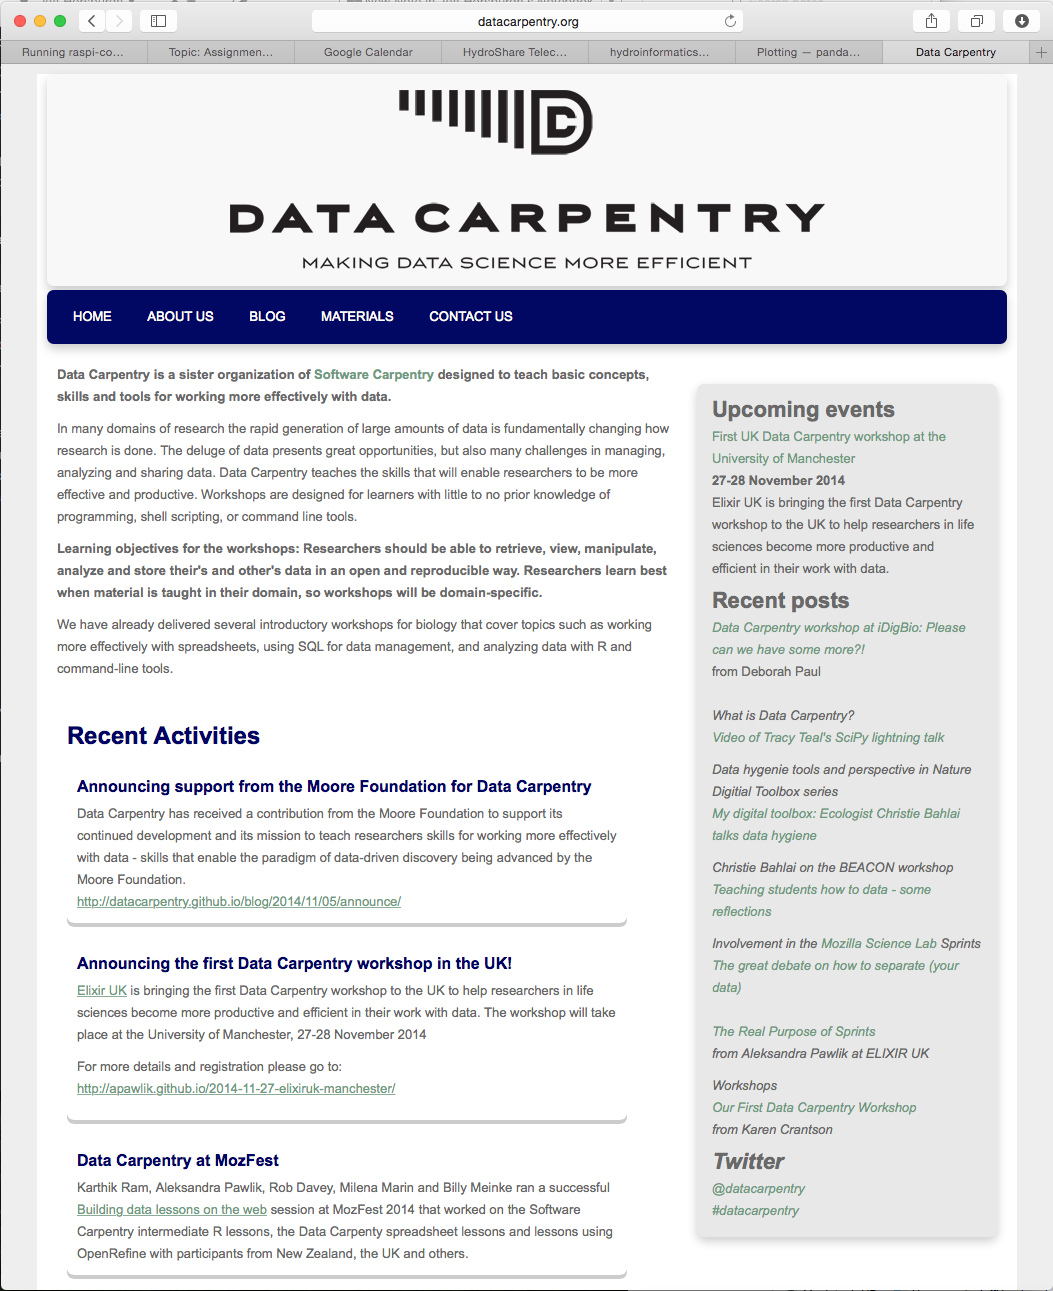 datacarpentry.org
Running raspi-co...
Topic: Assignmen...
Google Calendar
HydroShare Telec...
hydroinformatics...
Plotting — panda...
Data Carpentry
DC
DATA CARPENTRY
MAKING DATA SCIENCE MORE EFFICIENT
HOME ABOUT US BLOG MATERIALS CONTACT US
Data Carpentry is a sister organization of Software Carpentry designed to teach basic concepts,
skills and tools for working more effectively with data.
In many domains of research the rapid generation of large amounts of data is fundamentally changing how
research is done. The deluge of data presents great opportunities, but also many challenges in managing,
analyzing and sharing data. Data Carpentry teaches the skills that will enable researchers to be more
effective and productive. Workshops are designed for learners with little to no prior knowledge of
programming, shell scripting, or command line tools.
Learning objectives for the workshops: Researchers should be able to retrieve, view, manipulate,
analyze and store their's and other's data in an open and reproducible way. Researchers learn best
when material is taught in their domain, so workshops will be domain-specific.
We have already delivered several introductory workshops for biology that cover topics such as working
more effectively with spreadsheets, using SQL for data management, and analyzing data with R and
command-line tools.
Recent Activities
Announcing support from the Moore Foundation for Data Carpentry
Data Carpentry has received a contribution from the Moore Foundation to support its
continued development and its mission to teach researchers skills for working more effectively
with data - skills that enable the paradigm of data-driven discovery being advanced by the
Moore Foundation.
http://datacarpentry.github.io/blog/2014/11/05/announce/
Announcing the first Data Carpentry workshop in the UK!
Elixir UK is bringing the first Data Carpentry workshop to the UK to help researchers in life
sciences become more productive and efficient in their work with data. The workshop will take
place at the University of Manchester, 27-28 November 2014
For more details and registration please go to:
http://apawlik.github.io/2014-11-27-elixiruk-manchester/
Data Carpentry at MozFest
Karthik Ram, Aleksandra Pawlik, Rob Davey, Milena Marin and Billy Meinke ran a successful
Building data lessons on the web session at MozFest 2014 that worked on the Software
Carpentry intermediate R lessons, the Data Carpenty spreadsheet lessons and lessons using
OpenRefine with participants from New Zealand, the UK and others.
Upcoming events
First UK Data Carpentry workshop at the
University of Manchester
27-28 November 2014
Elixir UK is bringing the first Data Carpentry
workshop to the UK to help researchers in life
sciences become more productive and
efficient in their work with data.
Recent posts
Data Carpentry workshop at iDigBio: Please
can we have some more?!
from Deborah Paul
What is Data Carpentry?
Video of Tracy Teal's SciPy lightning talk
Data hygenie tools and perspective in Nature
Digitial Toolbox series
My digital toolbox: Ecologist Christie Bahlai
talks data hygiene
Christie Bahlai on the BEACON workshop
Teaching students how to data - some
reflections
Involvement in the Mozilla Science Lab Sprints
The great debate on how to separate (your
data)
The Real Purpose of Sprints
from Aleksandra Pawlik at ELIXIR UK
Workshops
Our First Data Carpentry Workshop
from Karen Crantson
Twitter
@datacarpentry
#datacarpentry